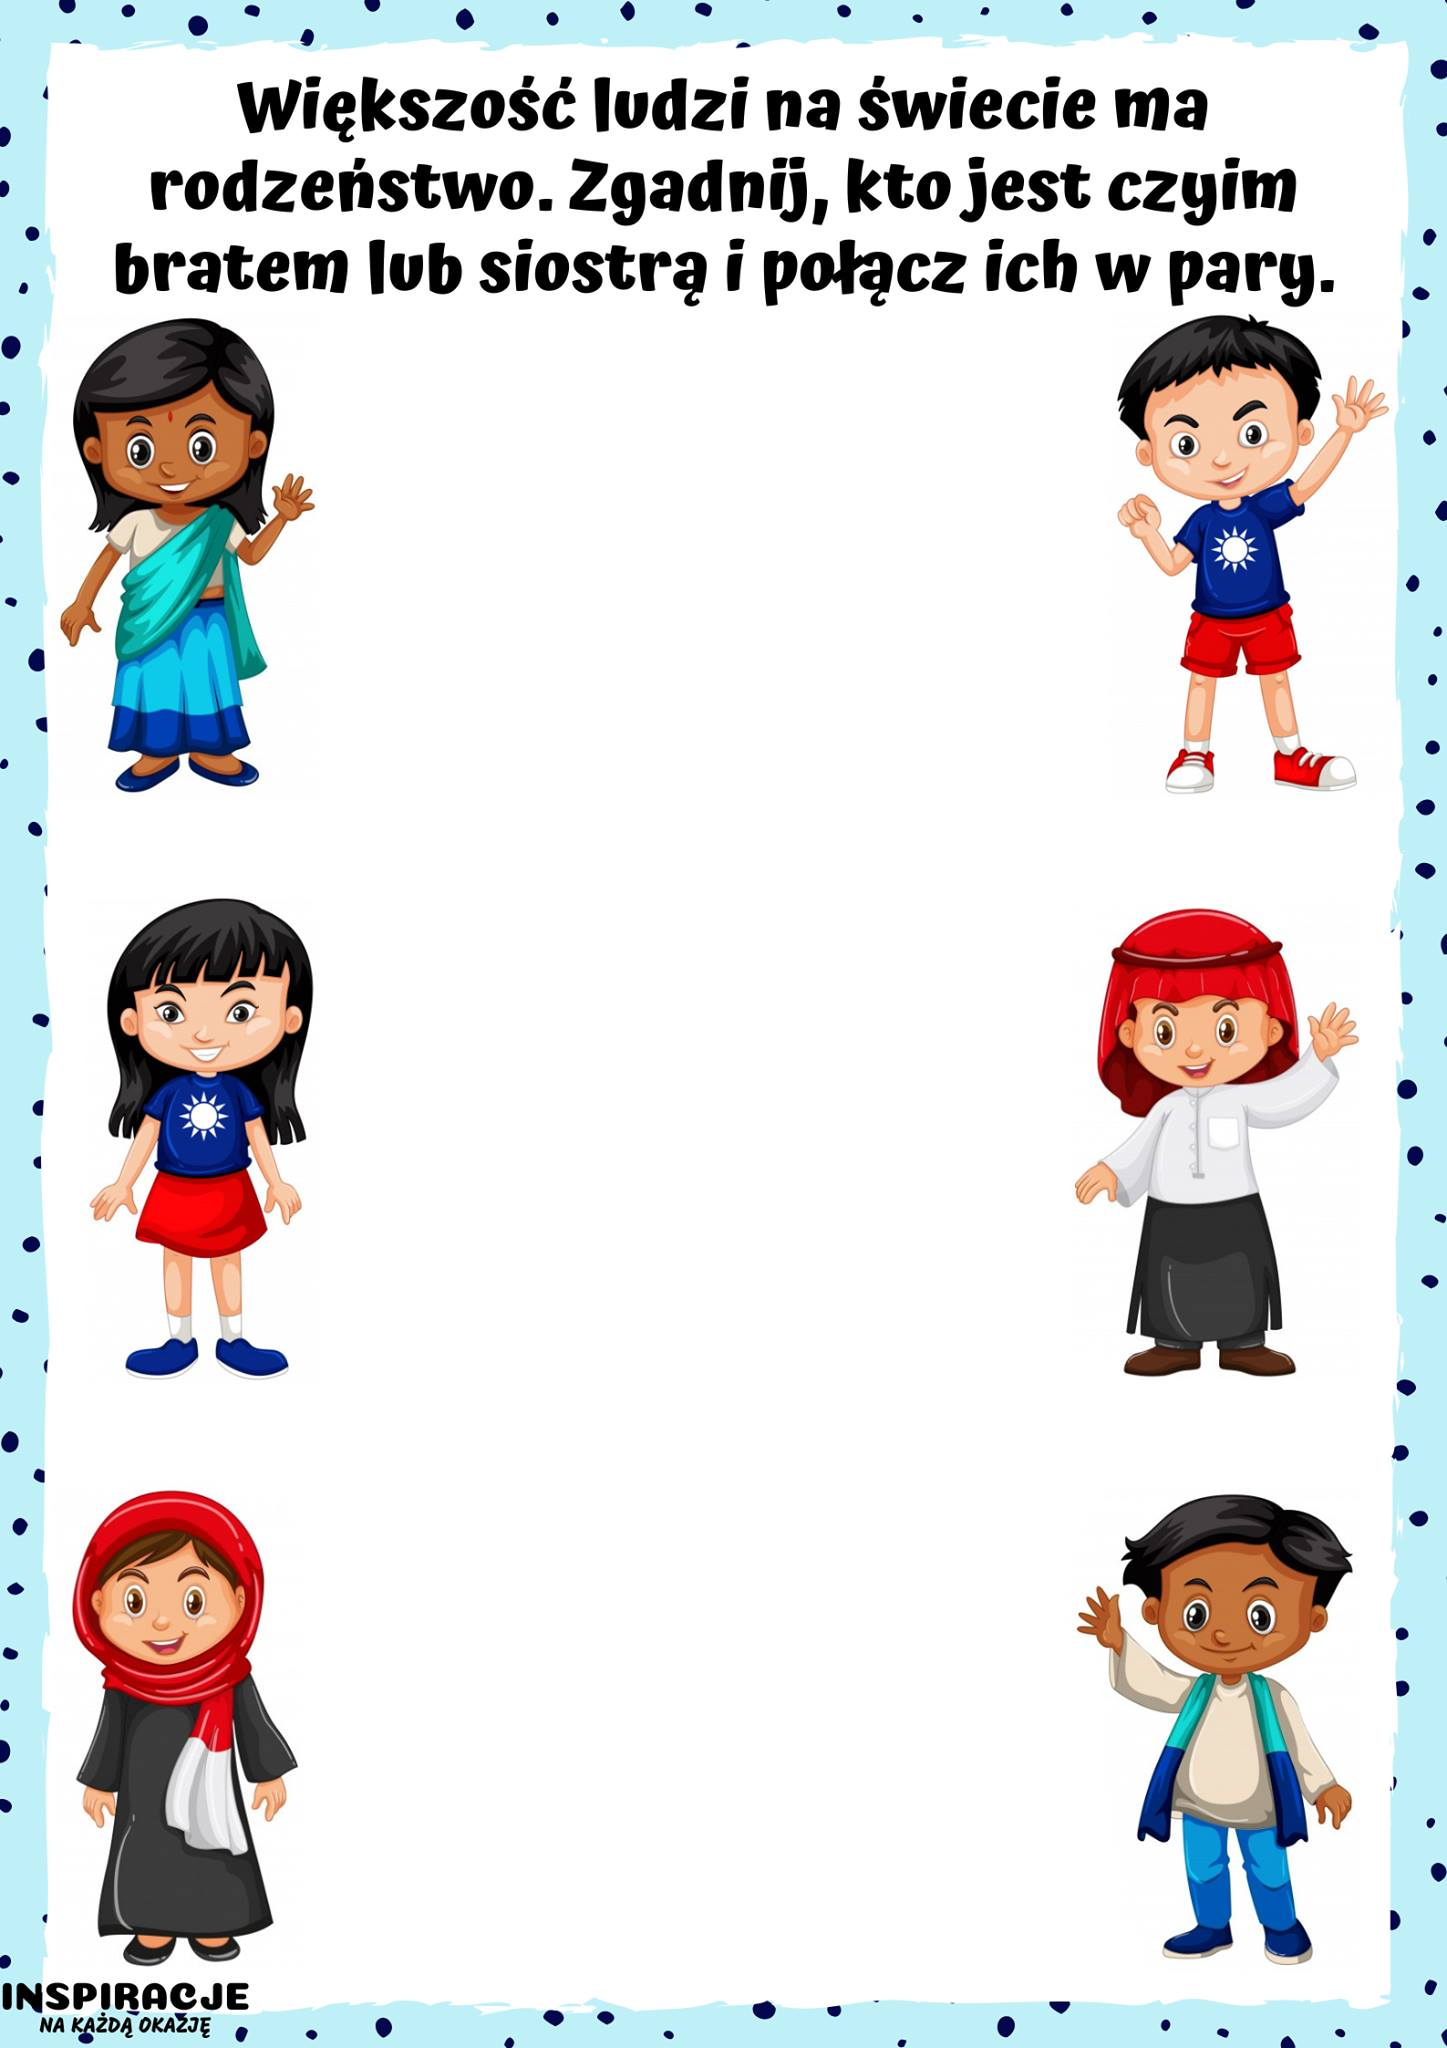 Większość ludzi na świecie ma
rodzeństwo. Zgadnij, kto jest czyim
bratem lub siostrą i połącz ich w pary.
INSPIRACJE
NA KAŻDĄ OKAZJĘ